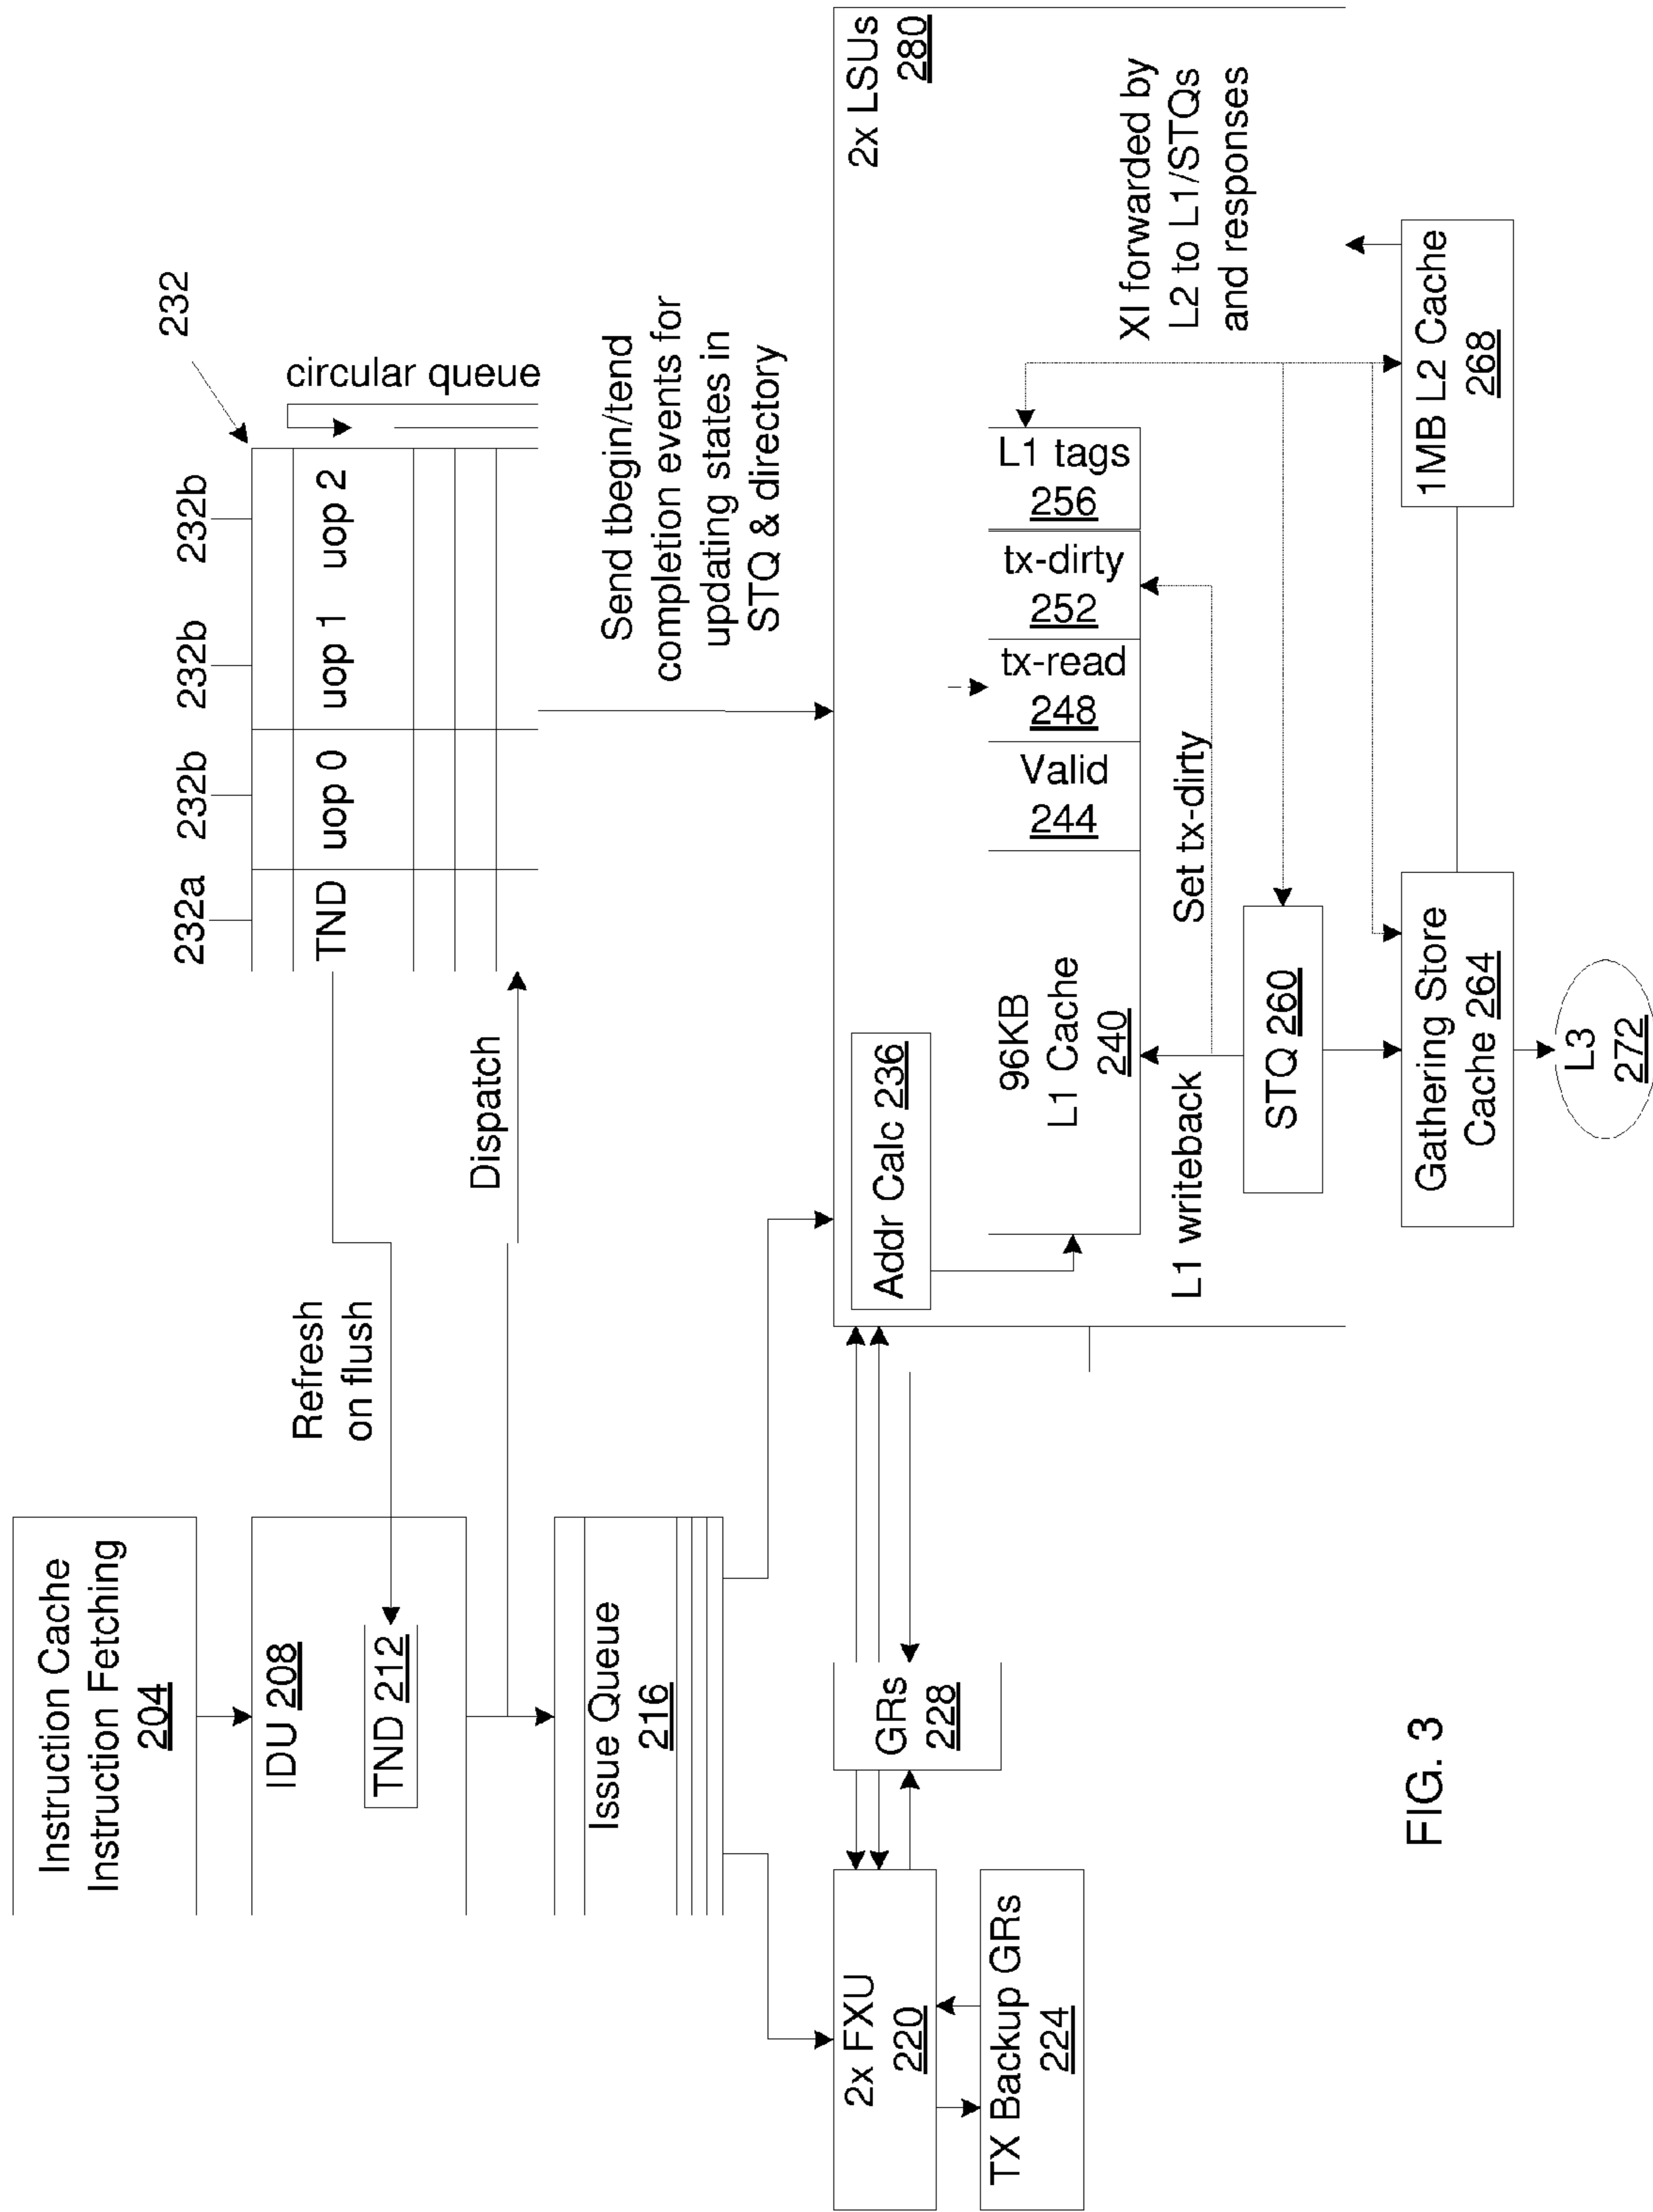 Instruction Cache
Instruction Fetching
204
IDU 208
TND 212
Refresh
on flush
Issue Queue
216
Dispatch
232
232a
232b
232b
232b
TND
uop 0
uop 1
uop 2
circular queue
Send tbegin/tend
completion events for
updating states in
STQ & directory
2x FXU
220
TX Backup GRs
224
GRs
228
2x LSUs
280
Addr Calc 236
96KB
L1 Cache
240
Valid
244
tx-read
248
tx-dirty
252
L1 tags
256
L1 writeback
Set tx-dirty
XI forwarded by
L2 to L1/STQs
and responses
STQ 260
Gathering Store
Cache 264
1MB L2 Cache
268
L3
272
FIG. 3